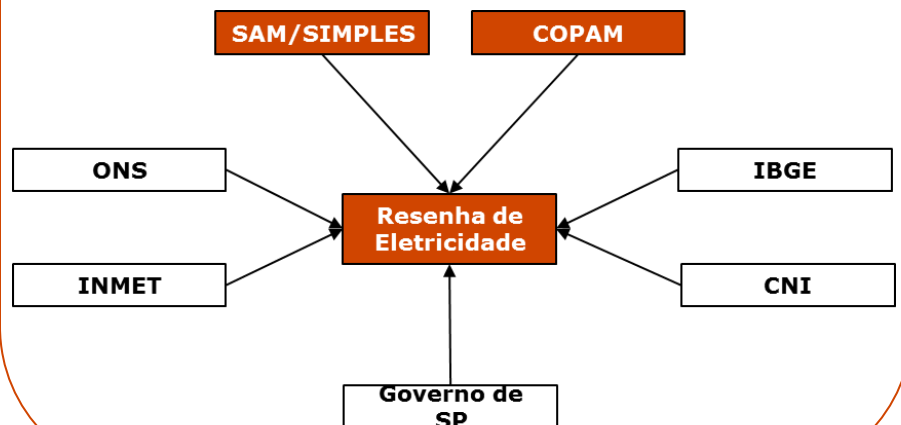 SAM/SIMPLES
COPAM
ONS
IBGE
Resenha de
Eletricidade
INMET
CNI
Governo de
SP